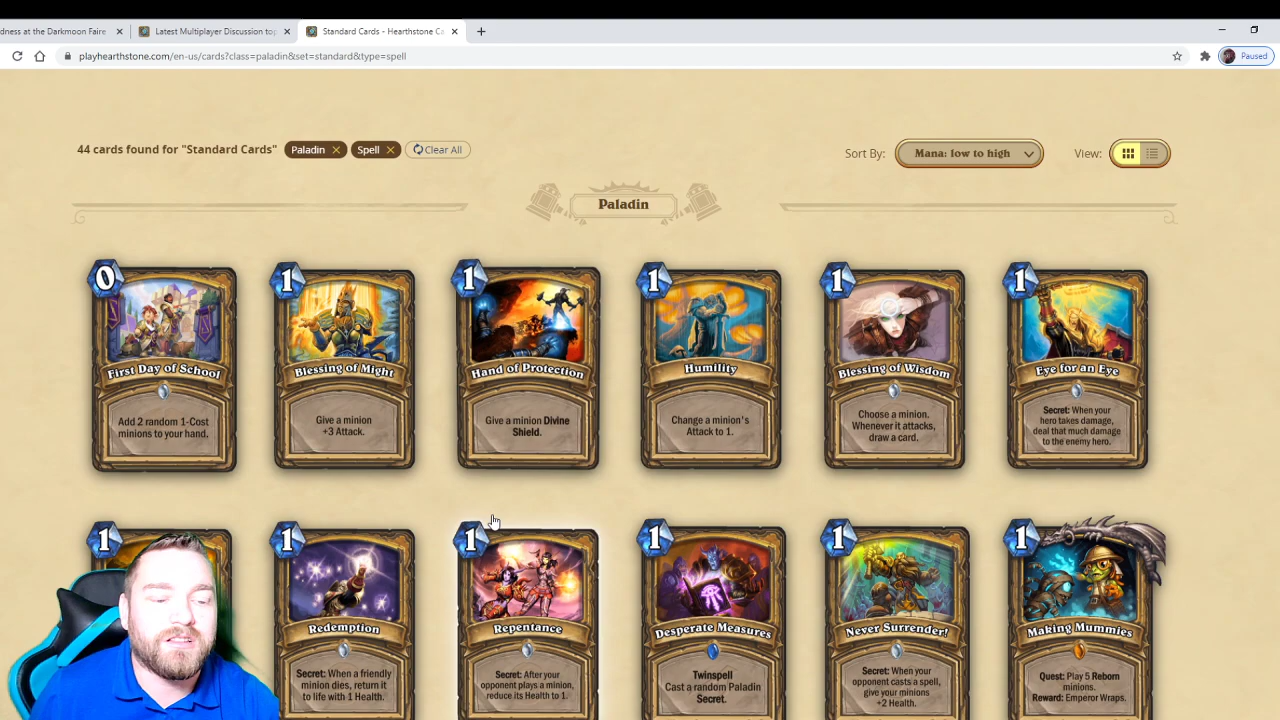 dness at the Darkmoon Faire
Latest Multiplayer Discussion top
Standard Cards - Hearthstone Ca
Paused
playhearthstone.com/en-us/cards?class=paladin&set=standard&type=spell
44 cards found for "Standard Cards"
Paladin
Spell
Clear All
Sort By:
Mana: low to high
View:
Paladin
0
First Day of School
Add 2 random 1-Cost
minions to your hand.
1
Blessing of Might
Give a minion
+3 Attack.
1
Hand of Protection
Give a minion Divine
Shield.
1
Humility
Change a minion's
Attack to 1.
1
Blessing of Wisdom
Choose a minion.
Whenever it attacks,
draw a card.
1
Eye for an Eye
Secret: When your
hero takes damage,
deal that much damage
to the enemy hero.
1
1
Redemption
Secret: When a friendly
minion dies, return it
to life with 1 Health.
1
Repentance
Secret: After your
opponent plays a minion,
reduce its Health to 1.
1
Desperate Measures
Twinspell
Cast a random Paladin
Secret.
1
Never Surrender!
Secret: When your
opponent casts a spell,
give your minions
+2 Health.
1
Making Mummies
Quest: Play 5 Reborn
minions.
Reward: Emperor Wraps.